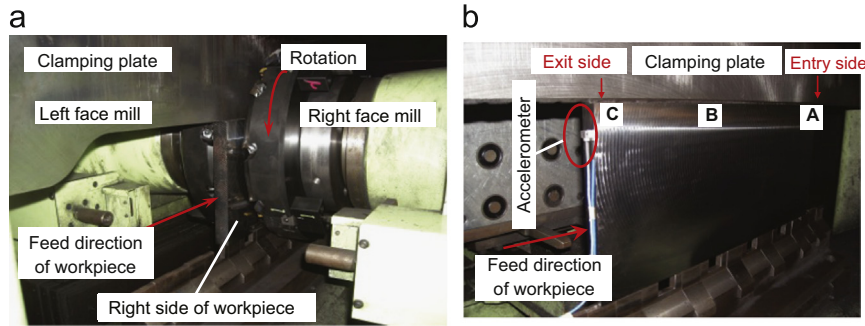 a
Clamping plate
Rotation
Left face mill
Right face mill
Feed direction
of workpiece
Right side of workpiece
b
Exit side
Clamping plate
Entry side
Accelerometer
C
B
A
Feed direction
of workpiece